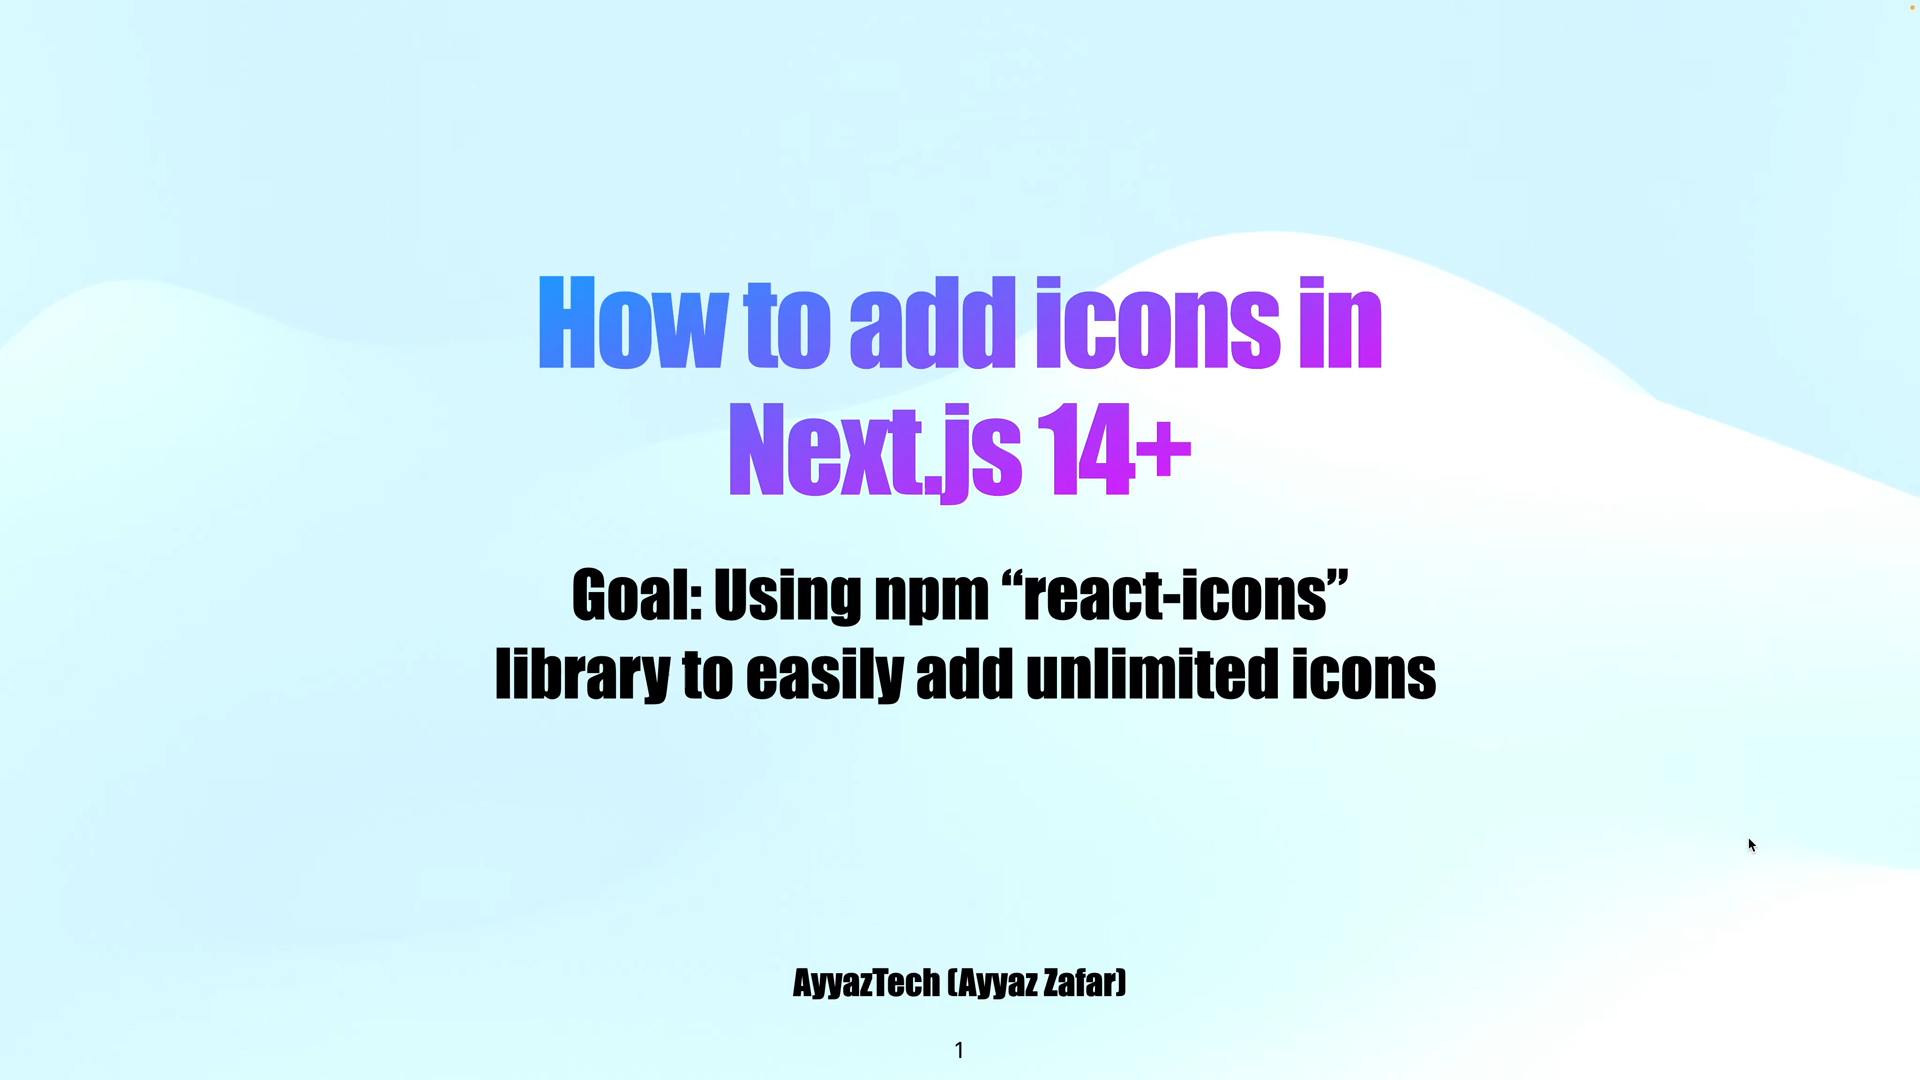 How to add icons in
Next.js 14+
Goal: Using npm “react-icons”
library to easily add unlimited icons
AyyazTech (Ayyaz Zafar)
1